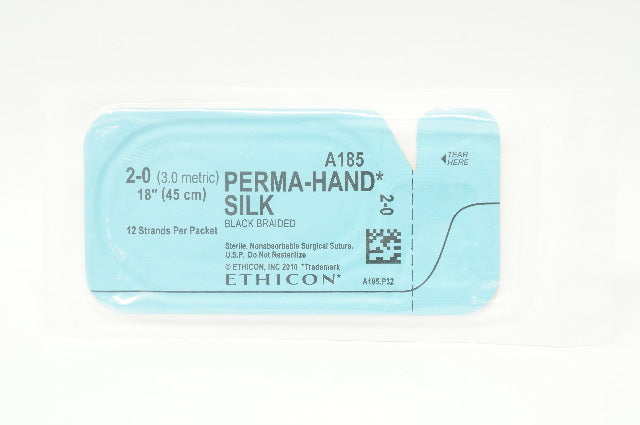 A185
2-0 (3.0 metric)
18" (45 cm)
12 Strands Per Packet
PERMA-HAND*
SILK
BLACK BRAIDED
Sterile. Nonabsorbable Surgical Suture.
U.S.P. Do Not Resterilize
© ETHICON, INC 2010 *Trademark
ETHICON*
2-0
A185.P32
TEAR
HERE